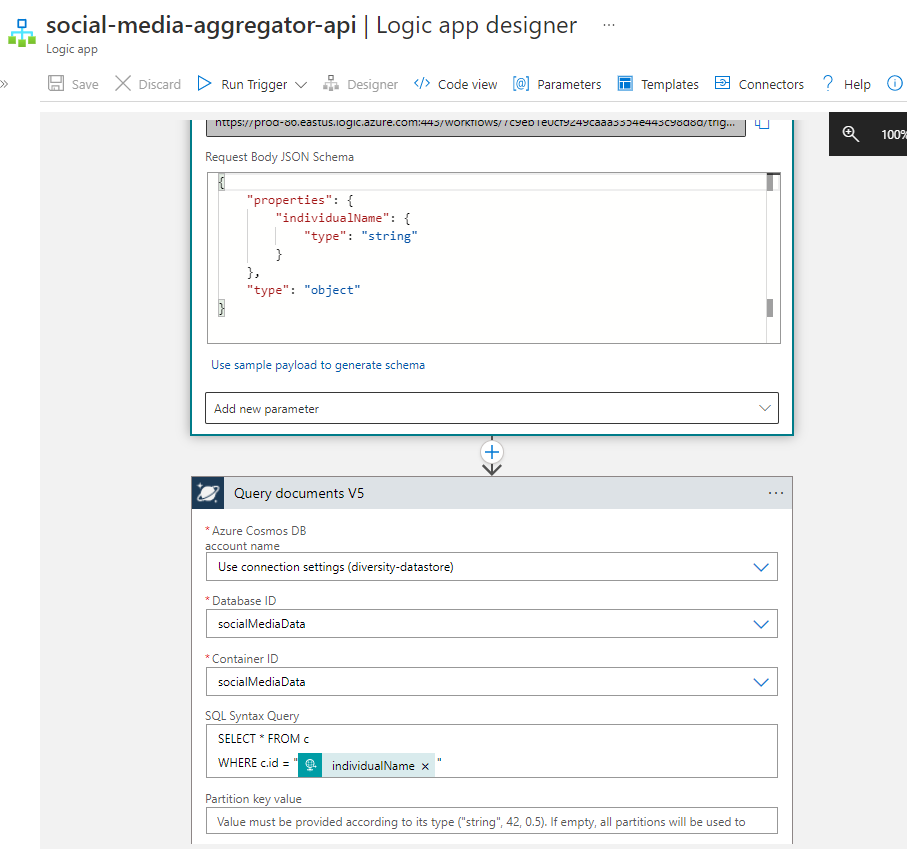 social-media-aggregator-api | Logic app designer ...
Logic app
» Save Discard Run Trigger Designer Code view Parameters Templates Connectors Help
https://prod-86.eastus.logic.azure.com:443/workflows/7c9eb1e0cf9249caaa3354e443c98d8d/trig...
100%
Request Body JSON Schema
{
"properties": {
"individualName": {
"type": "string"
}
},
"type": "object"
}
Use sample payload to generate schema
Add new parameter
Query documents V5 ...
* Azure Cosmos DB
account name
Use connection settings (diversity-datastore)
* Database ID
socialMediaData
* Container ID
socialMediaData
SQL Syntax Query
SELECT * FROM c
WHERE c.id = " individualName × "
Partition key value
Value must be provided according to its type ("string", 42, 0.5). If empty, all partitions will be used to